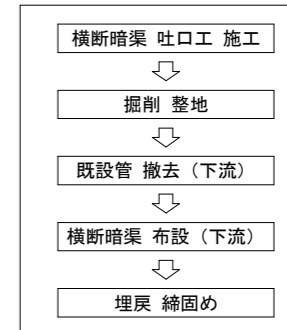 横断暗渠 吐口工 施工
掘削 整地
既設管 撤去（下流）
横断暗渠 布設（下流）
埋戻 締固め